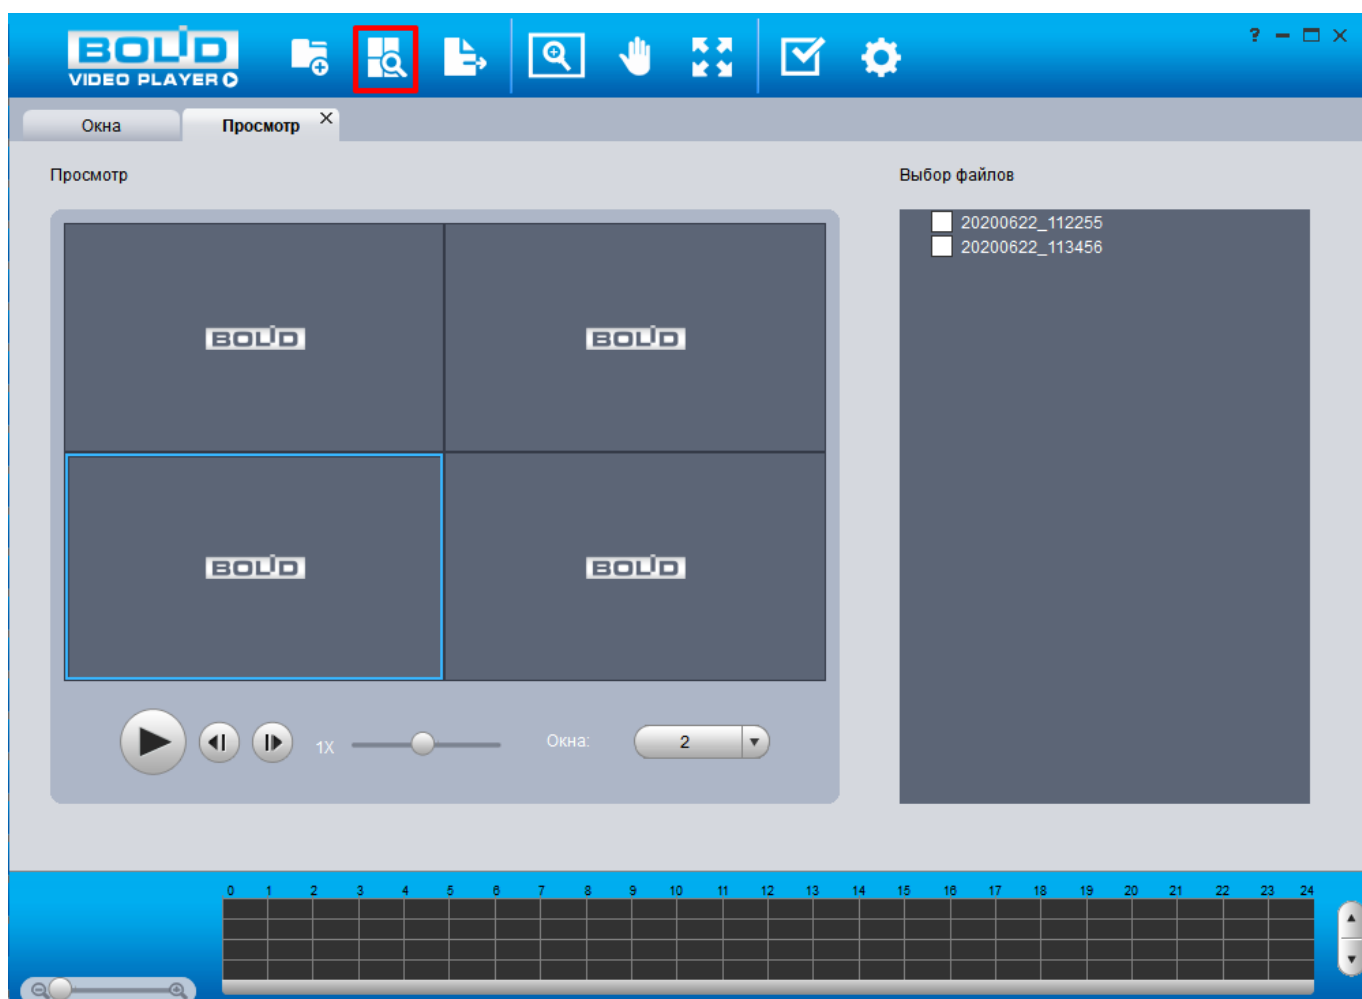 BOLID
VIDEO PLAYER
?
Окна
Просмотр
Просмотр
Выбор файлов
20200622_112255
20200622_113456
BOLID
BOLID
BOLID
BOLID
1X
Окна:
2
0 1 2 3 4 5 6 7 8 9 10 11 12 13 14 15 16 17 18 19 20 21 22 23 24